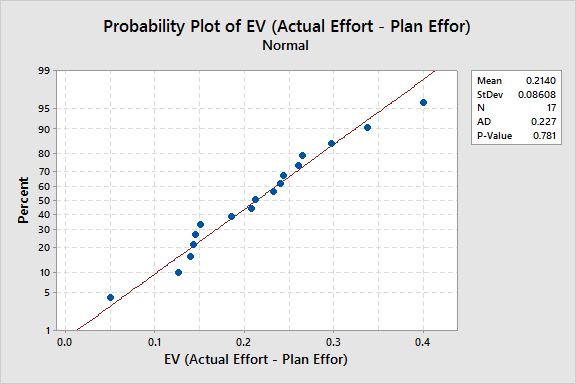 Probability Plot of EV (Actual Effort - Plan Effor)
Normal
99
95
90
80
70
60
50
40
30
20
10
5
1
Percent
0.0 0.1 0.2 0.3 0.4
EV (Actual Effort - Plan Effor)
Mean 0.2140
StDev 0.08608
N 17
AD 0.227
P-Value 0.781